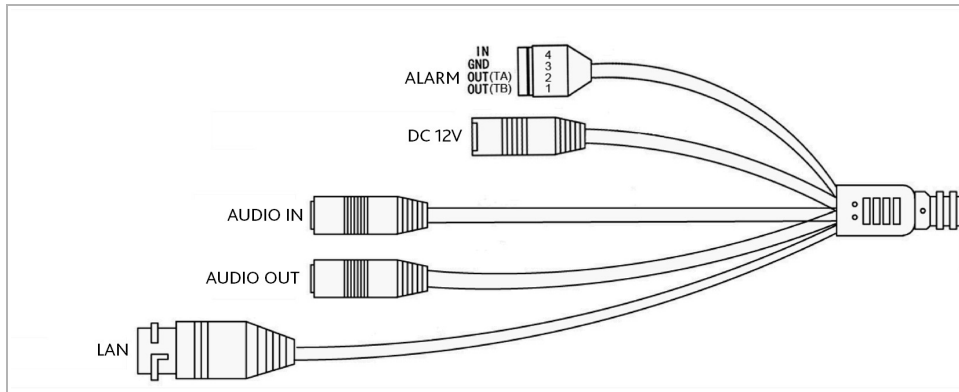 IN 4
GND 3
ALARM OUT(TA) 2
OUT(TB) 1
DC 12V
AUDIO IN
AUDIO OUT
LAN